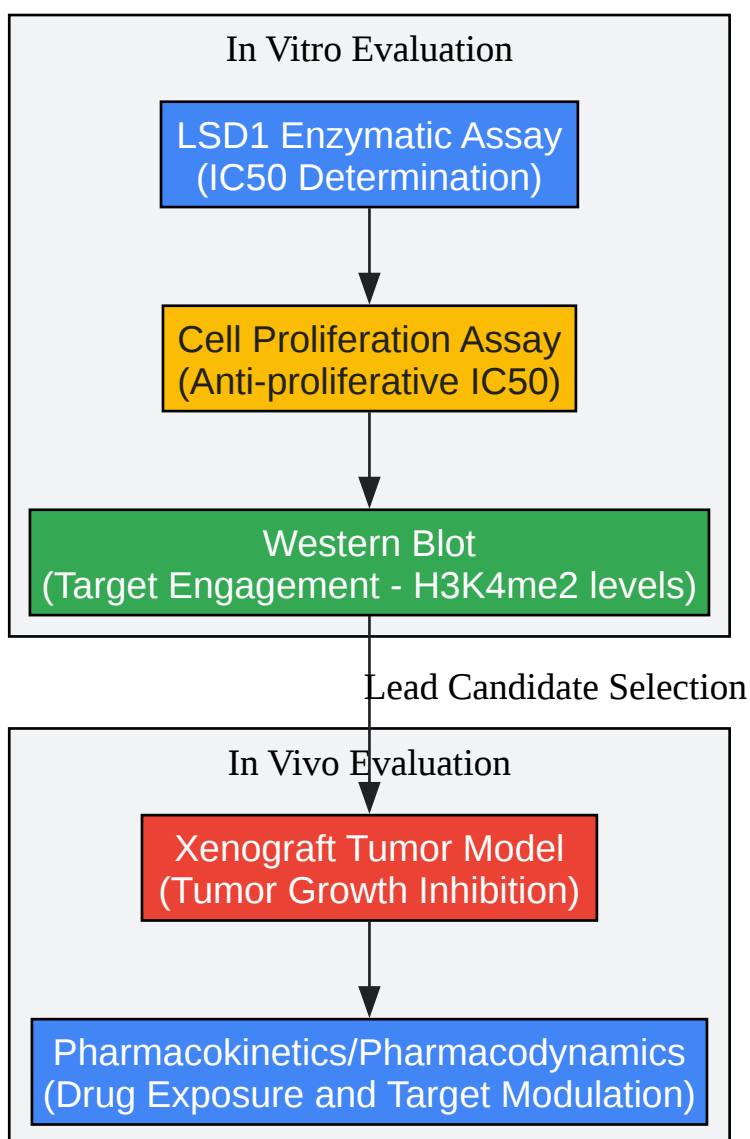 In Vitro Evaluation
LSD1 Enzymatic Assay
(IC50 Determination)
Cell Proliferation Assay
(Anti-proliferative IC50)
Western Blot
(Target Engagement - H3K4me2 levels)
Lead Candidate Selection
In Vivo Evaluation
Xenograft Tumor Model
(Tumor Growth Inhibition)
Pharmacokinetics/Pharmacodynamics
(Drug Exposure and Target Modulation)